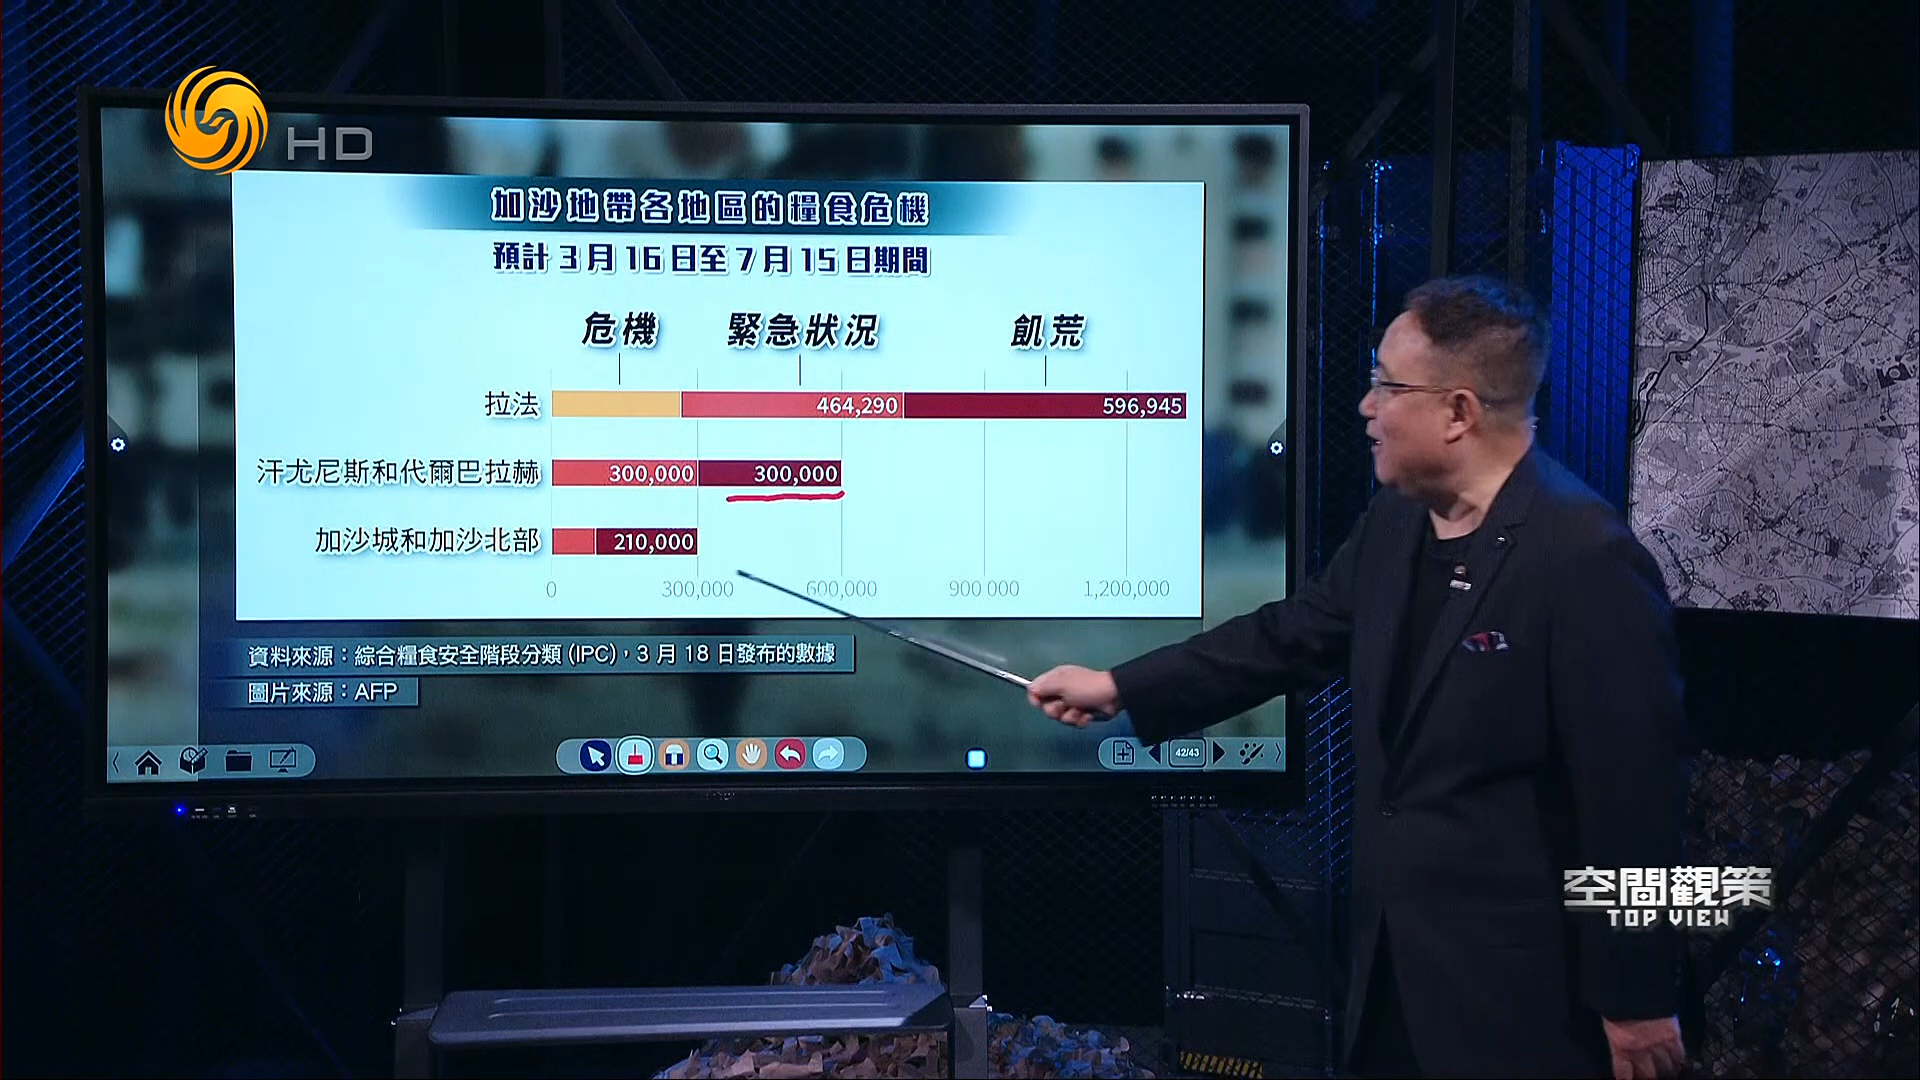 HD
加沙地帶各地區的糧食危機
預計3月16日至7月15日期間
危機 緊急狀況 飢荒
拉法 464,290 596,945
汗尤尼斯和代爾巴拉赫 300,000 300,000
加沙城和加沙北部 210,000
0 300,000 600,000 900 000 1,200,000
資料來源：綜合糧食安全階段分類 (IPC)，3 月 18 日發布的數據
圖片來源：AFP
42/43
空間觀策
TOP VIEW